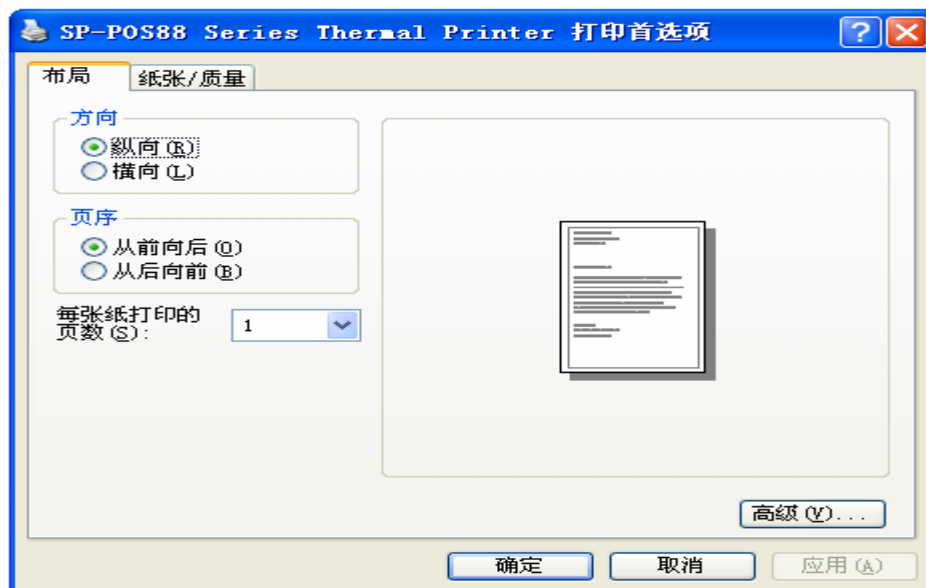 SP-POS88 Series Thermal Printer 打印首选项
布局
纸张/质量
方向
纵向(R)
横向(L)
页序
从前向后(O)
从后向前(B)
每张纸打印的
页数(S):
1
高级(V)...
确定
取消
应用(A)